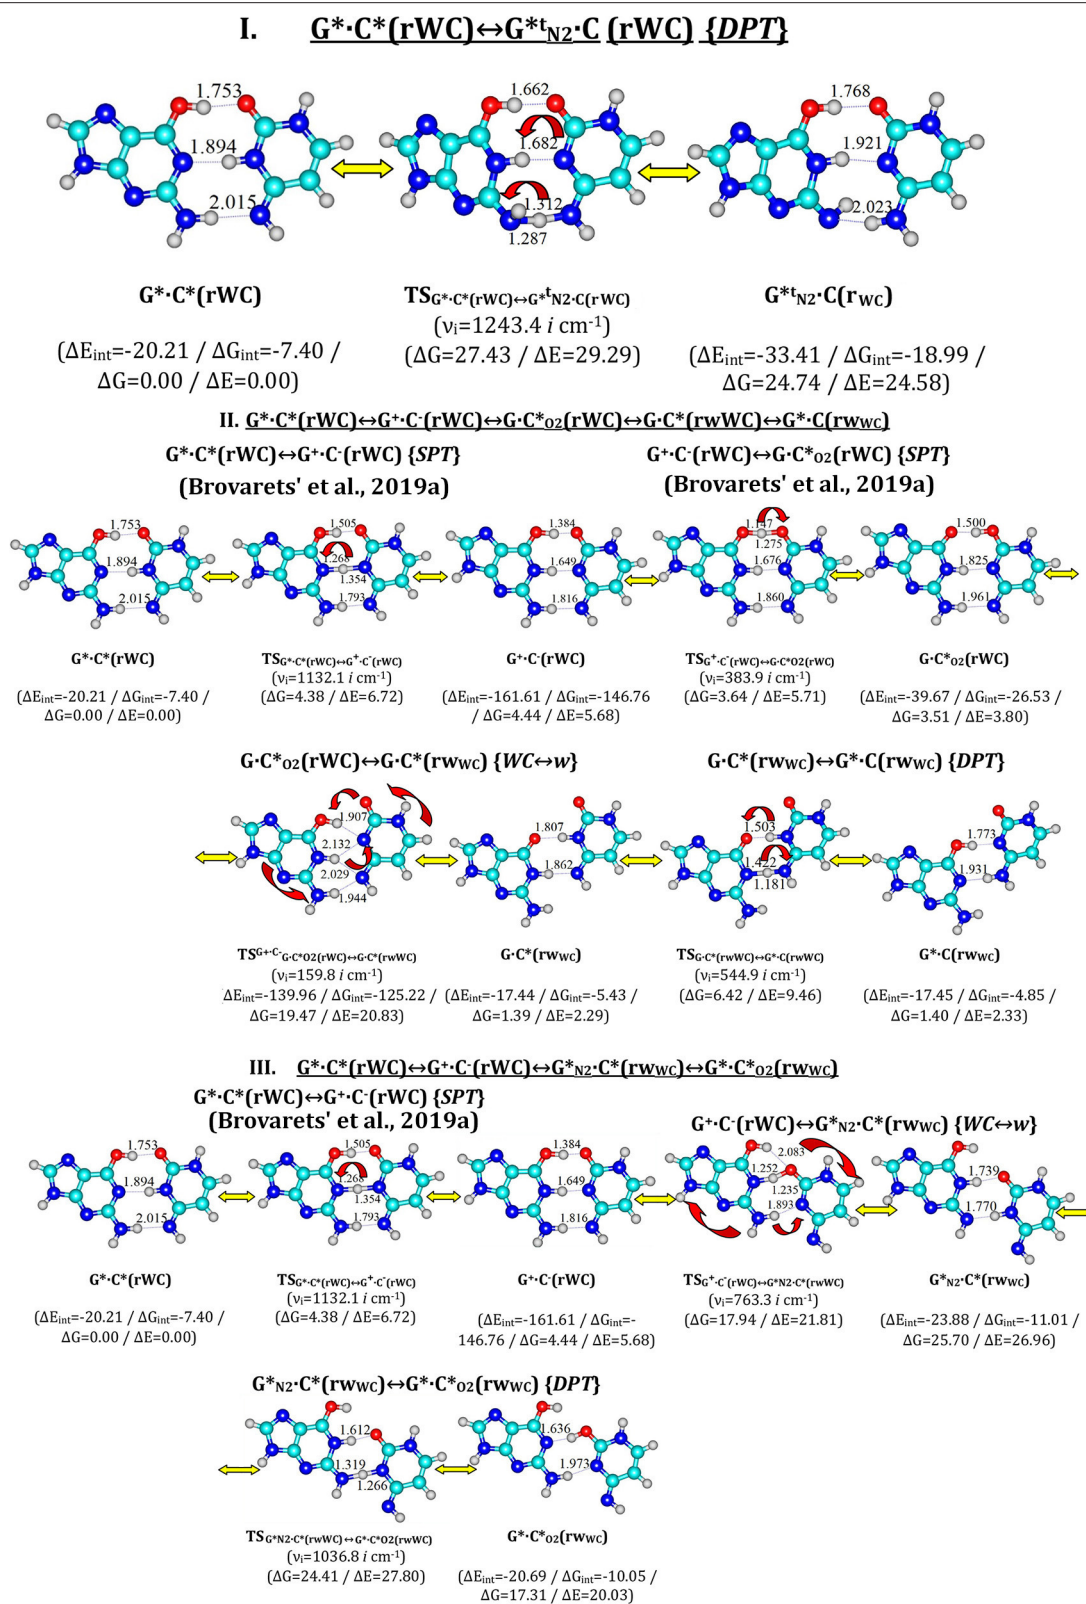 I. G*·C*(rWC)↔G*ᵗN2·C (rWC) {DPT}
1.753 1.662 1.768
1.894 1.682 1.921
2.015 1.312 2.023
1.287
G*·C*(rWC) TSG*·C*(rWC)↔G*ᵗN2·C(rWC) G*ᵗN2·C(rWC)
(νi=1243.4 i cm-1)
(ΔEint=-20.21 / ΔGint=-7.40 / (ΔG=27.43 / ΔE=29.29) (ΔEint=-33.41 / ΔGint=-18.99 /
ΔG=0.00 / ΔE=0.00) ΔG=24.74 / ΔE=24.58)
II. G*·C*(rWC)↔G+·C-(rWC)↔G·C*O2(rWC)↔G·C*(rwWC)↔G*·C(rwWC)
G*·C*(rWC)↔G+·C-(rWC) {SPT} G+·C-(rWC)↔G·C*O2(rWC) {SPT}
(Brovarets' et al., 2019a) (Brovarets' et al., 2019a)
1.753 1.505 1.384 1.147 1.500
1.894 1.268 1.354 1.649 1.275 1.676 1.825
2.015 1.793 1.816 1.860 1.961
G*·C*(rWC) TSG*·C*(rWC)↔G+·C-(rWC) G+·C-(rWC) TSG+·C-(rWC)↔G·C*O2(rWC) G·C*O2(rWC)
(νi=1132.1 i cm-1) (νi=383.9 i cm-1)
(ΔEint=-20.21 / ΔGint=-7.40 / (ΔG=4.38 / ΔE=6.72) (ΔEint=-161.61 / ΔGint=-146.76 (ΔG=3.64 / ΔE=5.71) (ΔEint=-39.67 / ΔGint=-26.53 /
ΔG=0.00 / ΔE=0.00) / ΔG=4.44 / ΔE=5.68) ΔG=3.51 / ΔE=3.80)
G·C*O2(rWC)↔G·C*(rwWC) {WC↔w} G·C*(rwWC)↔G*·C(rwWC) {DPT}
1.907 1.807 1.503 1.773
2.132 1.862 1.422 1.931
2.029 1.181
1.944
TSG+·C-G·C*O2(rWC)↔G·C*(rwWC) G·C*(rwWC) TSG·C*(rwWC)↔G*·C(rwWC) G*·C(rwWC)
(νi=159.8 i cm-1) (νi=544.9 i cm-1)
ΔEint=-139.96 / ΔGint=-125.22 / (ΔEint=-17.44 / ΔGint=-5.43 / (ΔG=6.42 / ΔE=9.46) (ΔEint=-17.45 / ΔGint=-4.85 /
ΔG=19.47 / ΔE=20.83) ΔG=1.39 / ΔE=2.29) ΔG=1.40 / ΔE=2.33)
III. G*·C*(rWC)↔G+·C-(rWC)↔G*N2·C*(rwWC)↔G*·C*O2(rwWC)
G*·C*(rWC)↔G+·C-(rWC) {SPT}
(Brovarets' et al., 2019a) G+·C-(rWC)↔G*N2·C*(rwWC) {WC↔w}
1.753 1.505 1.384 2.083
1.894 1.268 1.354 1.649 1.252 1.235 1.739
2.015 1.793 1.816 1.893 1.770
G*·C*(rWC) TSG*·C*(rWC)↔G+·C-(rWC) G+·C-(rWC) TSG+·C-(rWC)↔G*N2·C*(rwWC) G*N2·C*(rwWC)
(νi=1132.1 i cm-1) (νi=763.3 i cm-1)
(ΔEint=-20.21 / ΔGint=-7.40 / (ΔG=4.38 / ΔE=6.72) (ΔEint=-161.61 / ΔGint=- (ΔG=17.94 / ΔE=21.81) (ΔEint=-23.88 / ΔGint=-11.01 /
ΔG=0.00 / ΔE=0.00) 146.76 / ΔG=4.44 / ΔE=5.68) ΔG=25.70 / ΔE=26.96)
G*N2·C*(rwWC)↔G*·C*O2(rwWC) {DPT}
1.612 1.636
1.319 1.973
1.266
TSG*N2·C*(rwWC)↔G*·C*O2(rwWC) G*·C*O2(rwWC)
(νi=1036.8 i cm-1)
(ΔG=24.41 / ΔE=27.80) (ΔEint=-20.69 / ΔGint=-10.05 /
ΔG=17.31 / ΔE=20.03)